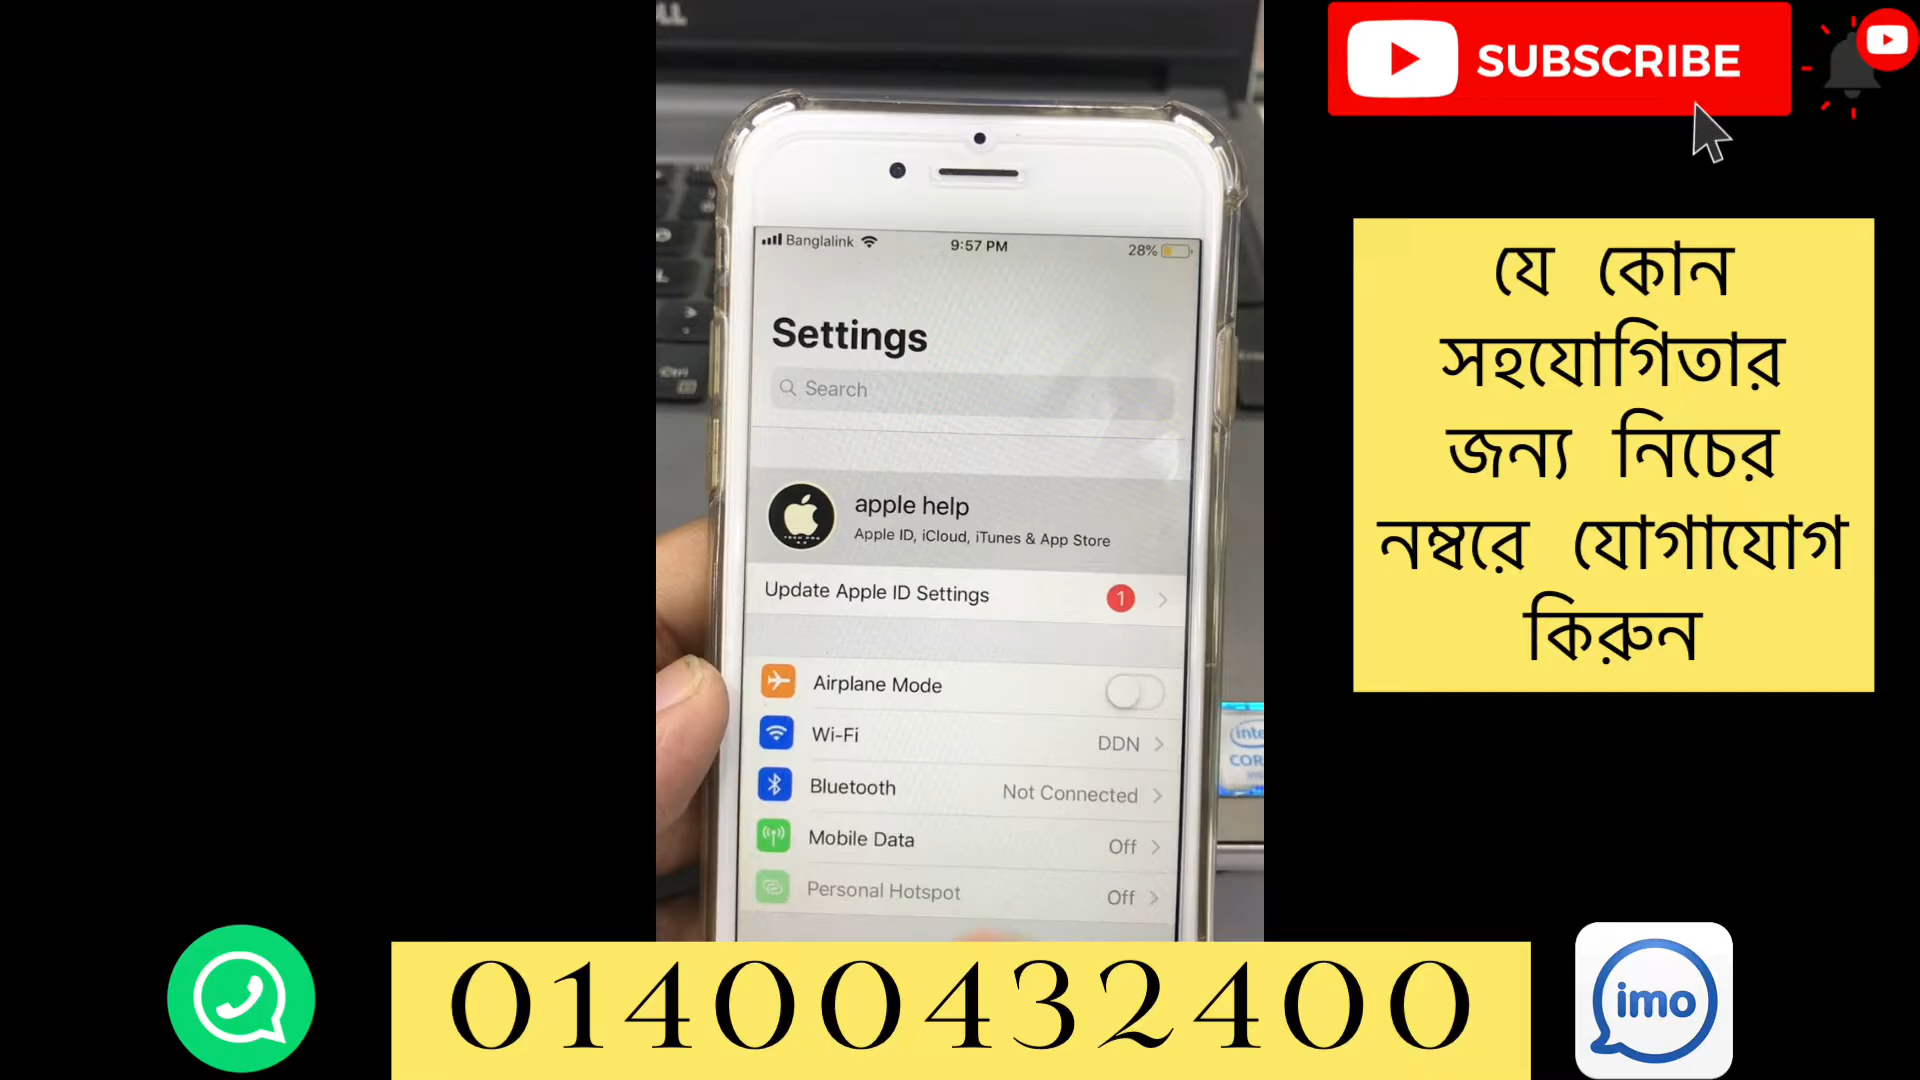 SUBSCRIBE
যে কোন
সহযোগিতার
জন্য নিচের
নম্বরে যোগাযোগ
কিরুন
Banglalink
9:57 PM
28%
Settings
Search
apple help
Apple ID, iCloud, iTunes & App Store
Update Apple ID Settings
1
Airplane Mode
Wi-Fi
DDN
Bluetooth
Not Connected
Mobile Data
Off
Personal Hotspot
Off
01400432400
imo